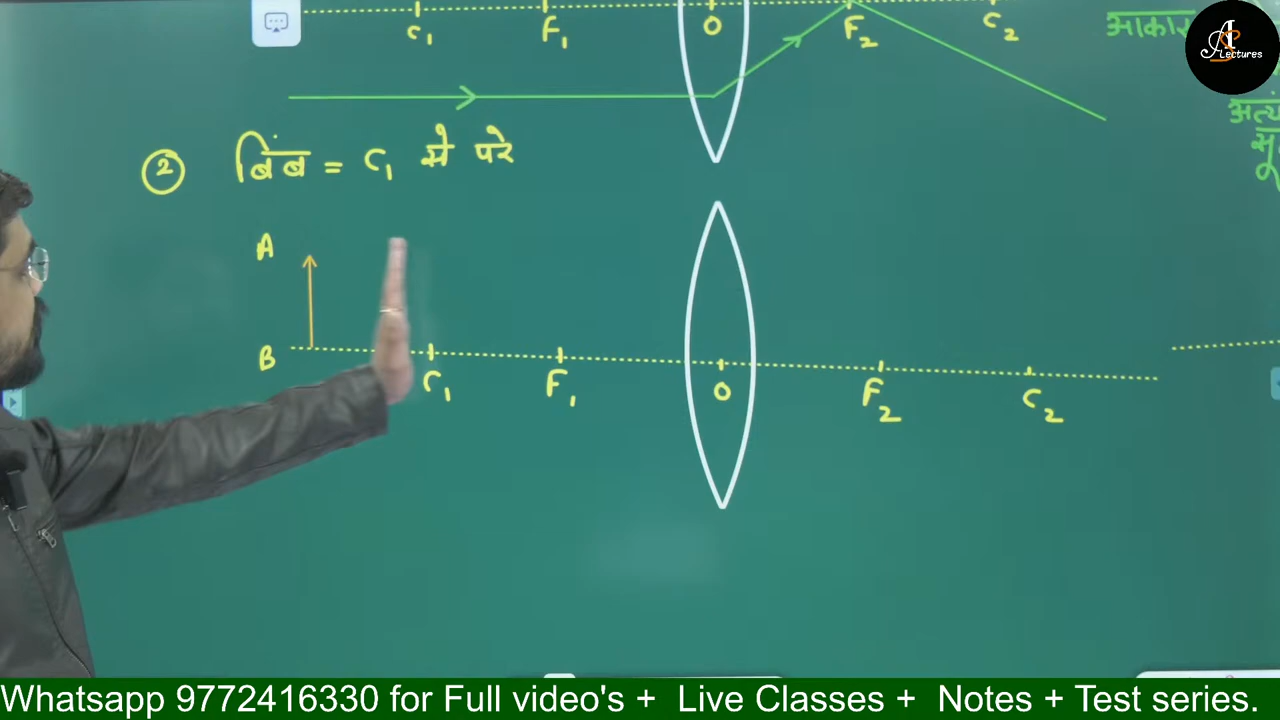 C₁ F₁ O F₂ C₂
आकार
AS
Lectures
② बिंब = C₁ से परे
A
B
C₁ F₁ O F₂ C₂
Whatsapp 9772416330 for Full video's + Live Classes + Notes + Test series.